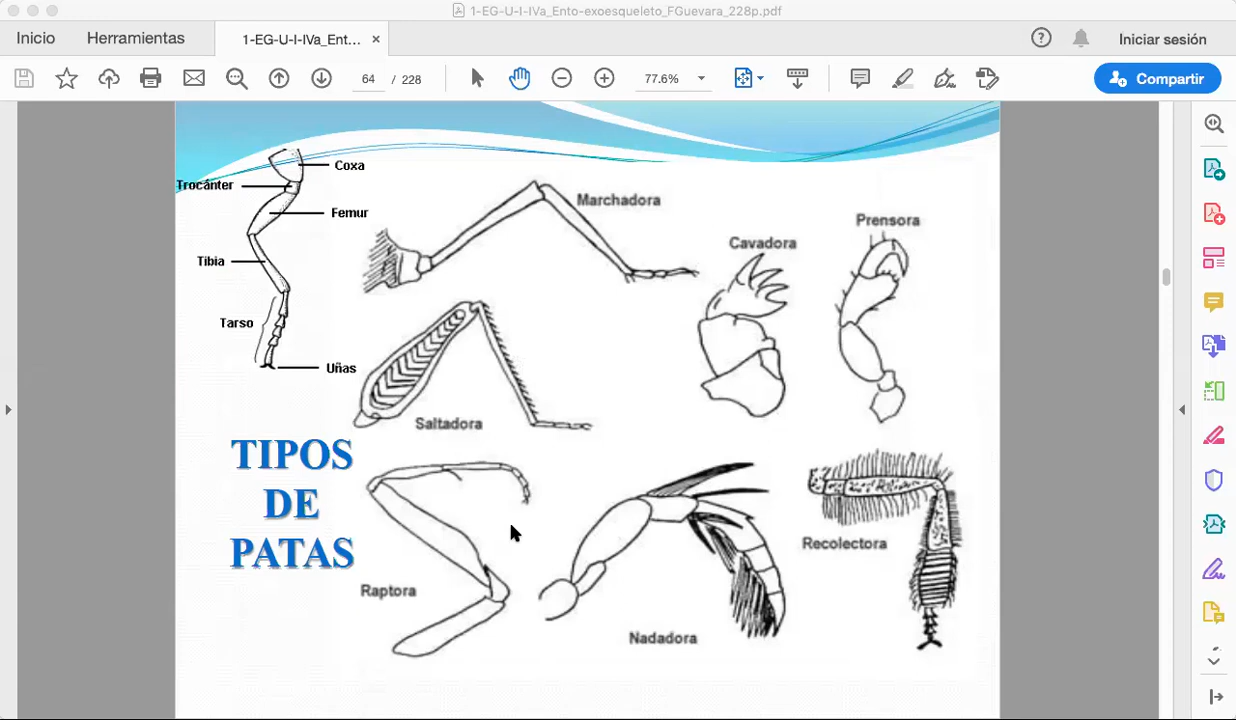 1-EG-U-I-IVa_Ento-exoesqueleto_FGuevara_228p.pdf
Inicio
Herramientas
1-EG-U-I-IVa_Ent...
Iniciar sesión
64 / 228
77.6%
Compartir
Coxa
Trocánter
Femur
Tibia
Tarso
Uñas
Marchadora
Cavadora
Prensora
Saltadora
TIPOS
DE
PATAS
Raptora
Nadadora
Recolectora